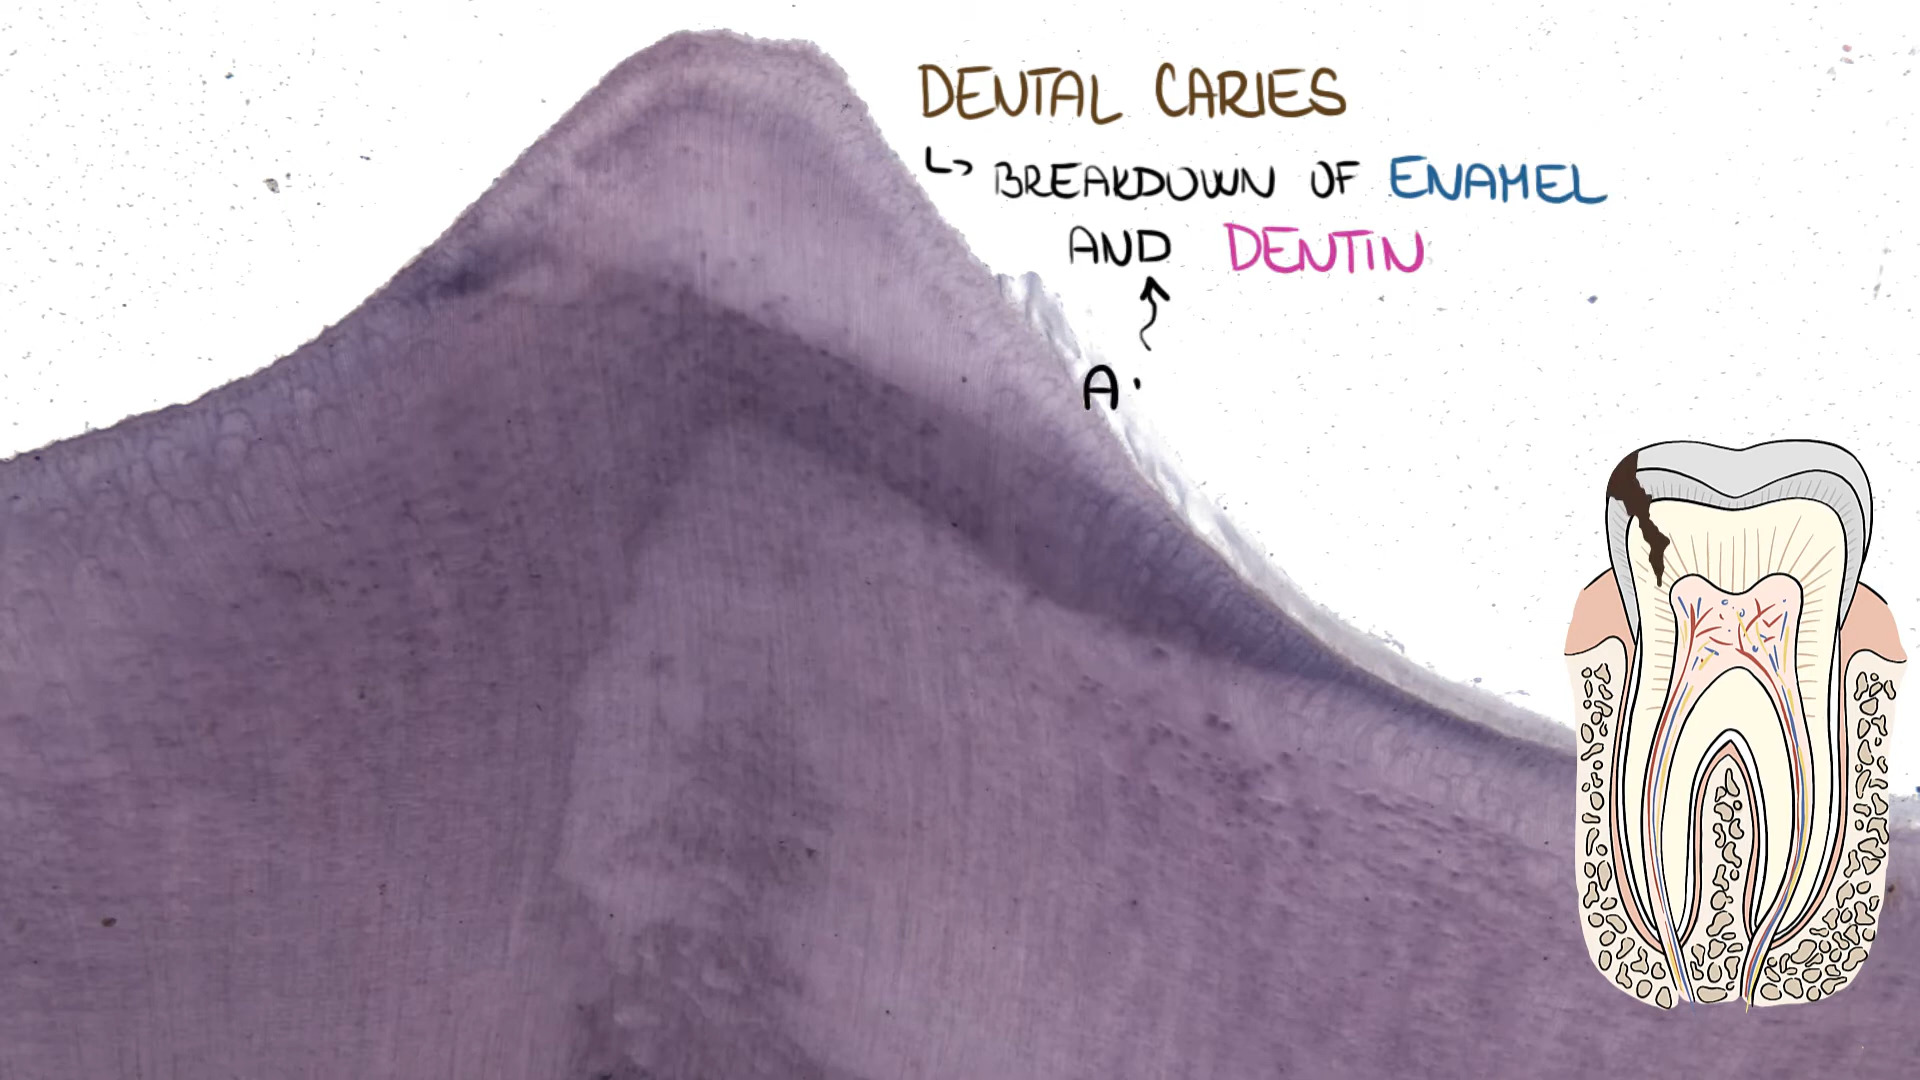 DENTAL CARIES
↳ BREAKDOWN OF ENAMEL
AND DENTIN
A